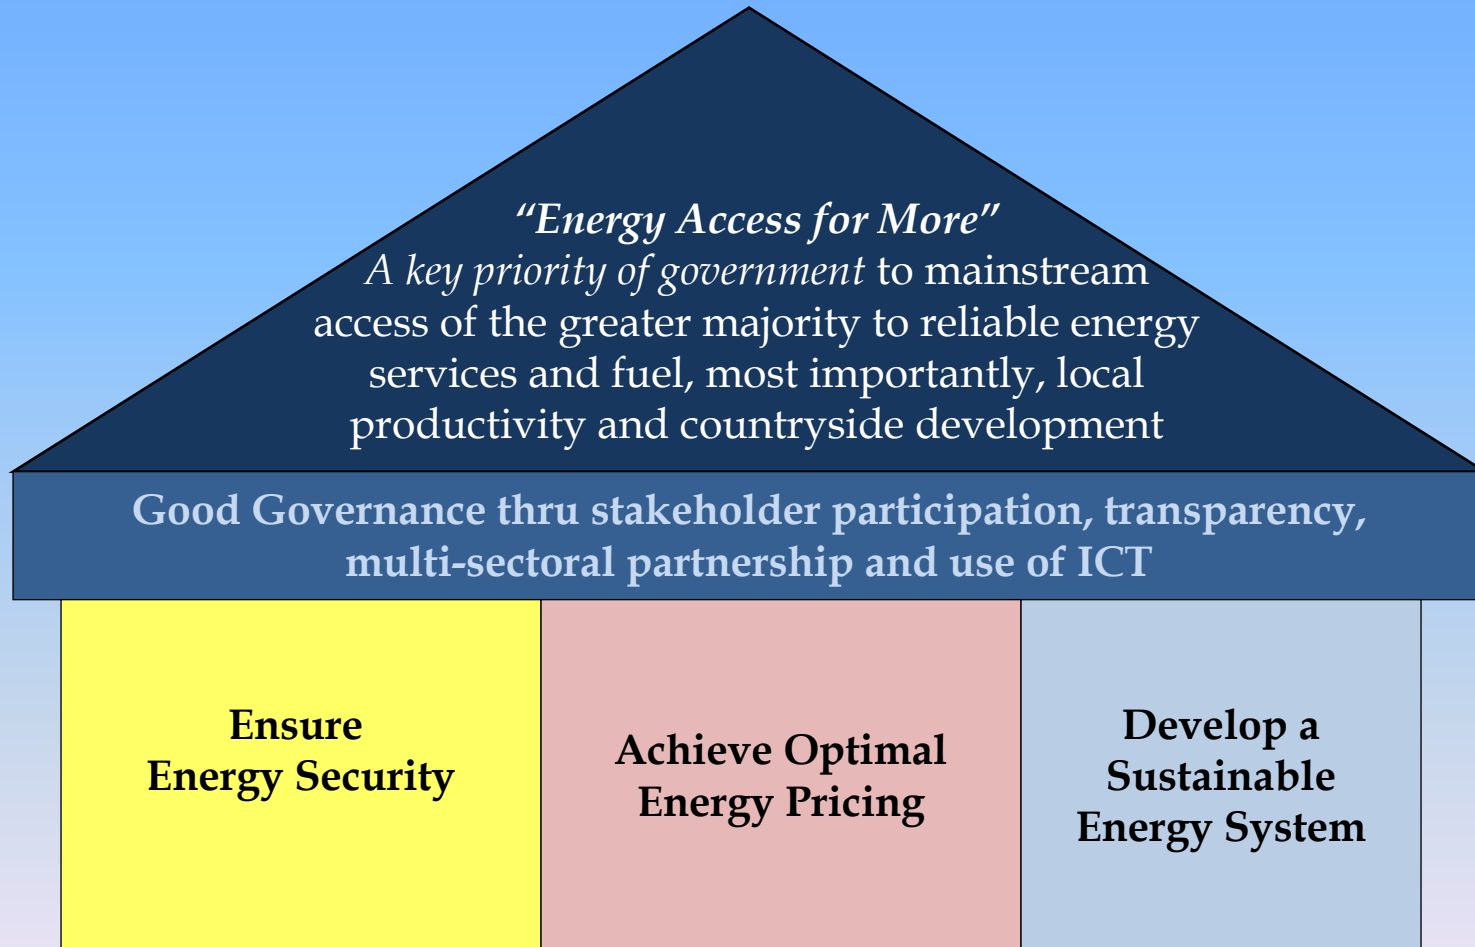 “Energy Access for More”
A key priority of government to mainstream
access of the greater majority to reliable energy
services and fuel, most importantly, local
productivity and countryside development
Good Governance thru stakeholder participation, transparency,
multi-sectoral partnership and use of ICT
Ensure
Energy Security
Achieve Optimal
Energy Pricing
Develop a
Sustainable
Energy System